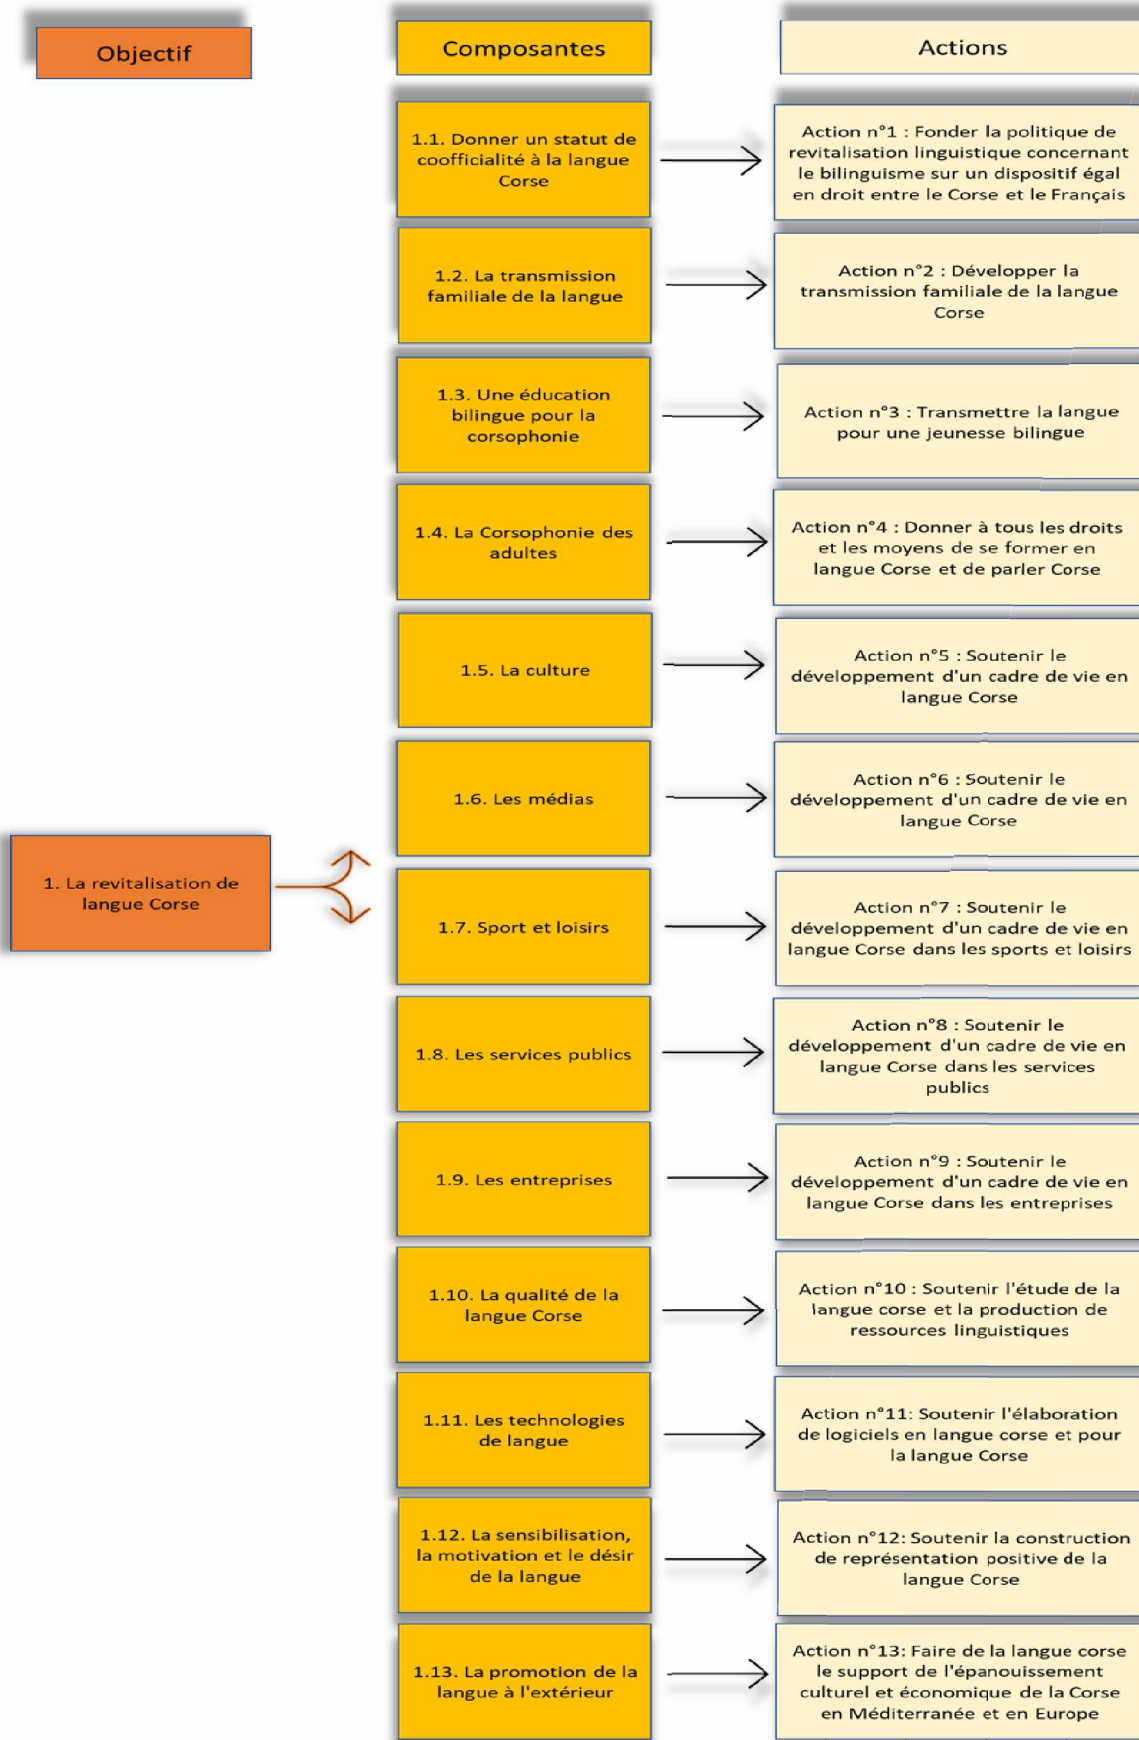 Objectif
Composantes
Actions
1. La revitalisation de
langue Corse
1.1. Donner un statut de
coofficialité à la langue
Corse
Action n°1 : Fonder la politique de
revitalisation linguistique concernant
le bilinguisme sur un dispositif égal
en droit entre le Corse et le Français
1.2. La transmission
familiale de la langue
Action n°2 : Développer la
transmission familiale de la langue
Corse
1.3. Une éducation
bilingue pour la
corsophonie
Action n°3 : Transmettre la langue
pour une jeunesse bilingue
1.4. La Corsophonie des
adultes
Action n°4 : Donner à tous les droits
et les moyens de se former en
langue Corse et de parler Corse
1.5. La culture
Action n°5 : Soutenir le
développement d'un cadre de vie en
langue Corse
1.6. Les médias
Action n°6 : Soutenir le
développement d'un cadre de vie en
langue Corse
1.7. Sport et loisirs
Action n°7 : Soutenir le
développement d'un cadre de vie en
langue Corse dans les sports et loisirs
1.8. Les services publics
Action n°8 : Soutenir le
développement d'un cadre de vie en
langue Corse dans les services
publics
1.9. Les entreprises
Action n°9 : Soutenir le
développement d'un cadre de vie en
langue Corse dans les entreprises
1.10. La qualité de la
langue Corse
Action n°10 : Soutenir l'étude de la
langue corse et la production de
ressources linguistiques
1.11. Les technologies
de langue
Action n°11: Soutenir l'élaboration
de logiciels en langue corse et pour
la langue Corse
1.12. La sensibilisation,
la motivation et le désir
de la langue
Action n°12: Soutenir la construction
de représentation positive de la
langue Corse
1.13. La promotion de la
langue à l'extérieur
Action n°13: Faire de la langue corse
le support de l'épanouissement
culturel et économique de la Corse
en Méditerranée et en Europe